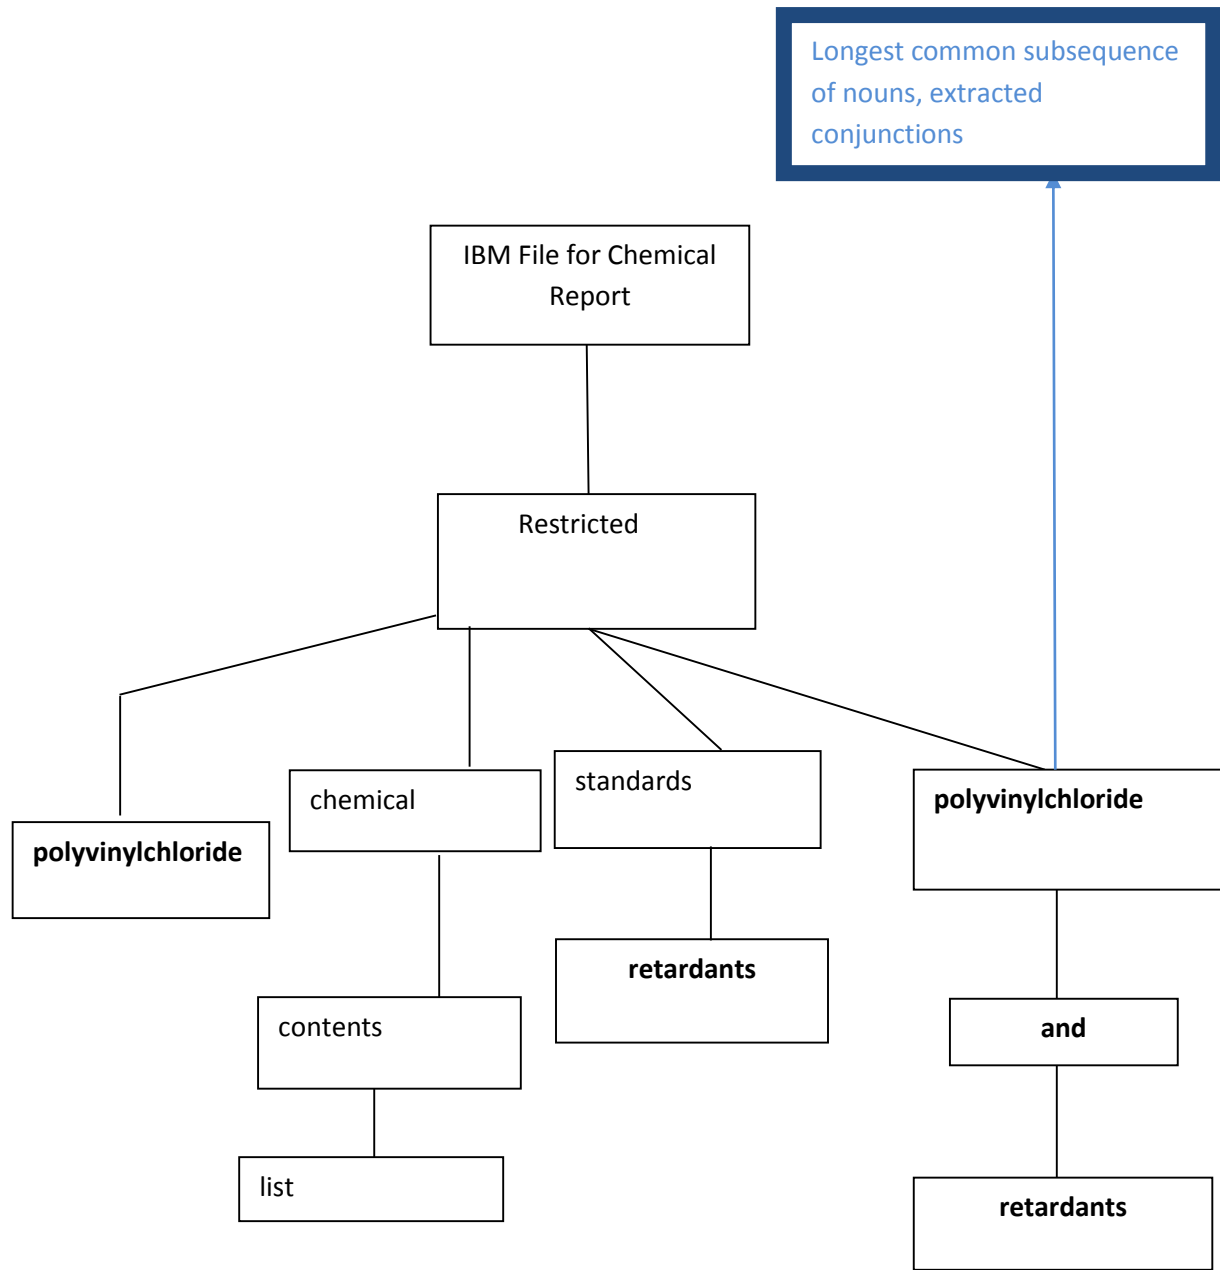 Longest common subsequence
of nouns, extracted
conjunctions
IBM File for Chemical
Report
Restricted
standards
chemical
polyvinylchloride
polyvinylchloride
retardants
contents
and
list
retardants